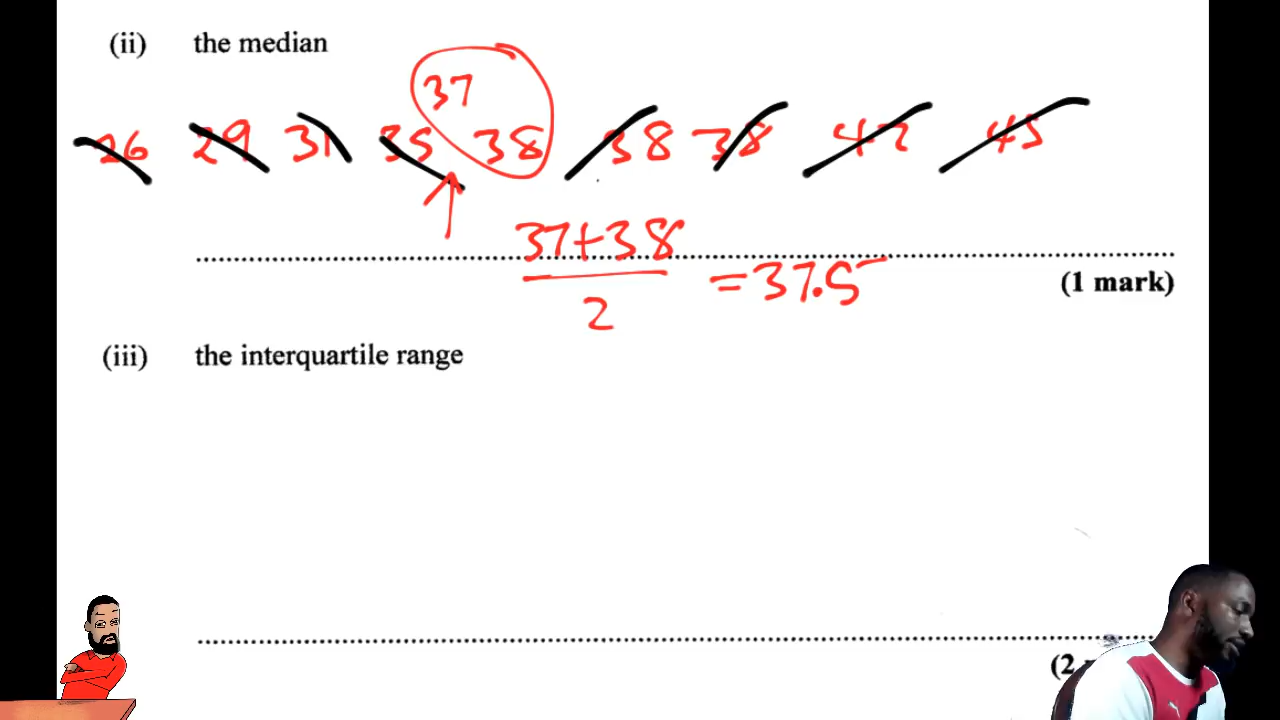 (ii) the median
37
26 29 31 35 38 38 38 42 45
37+38
2
=37.5
(1 mark)
(iii) the interquartile range
(2